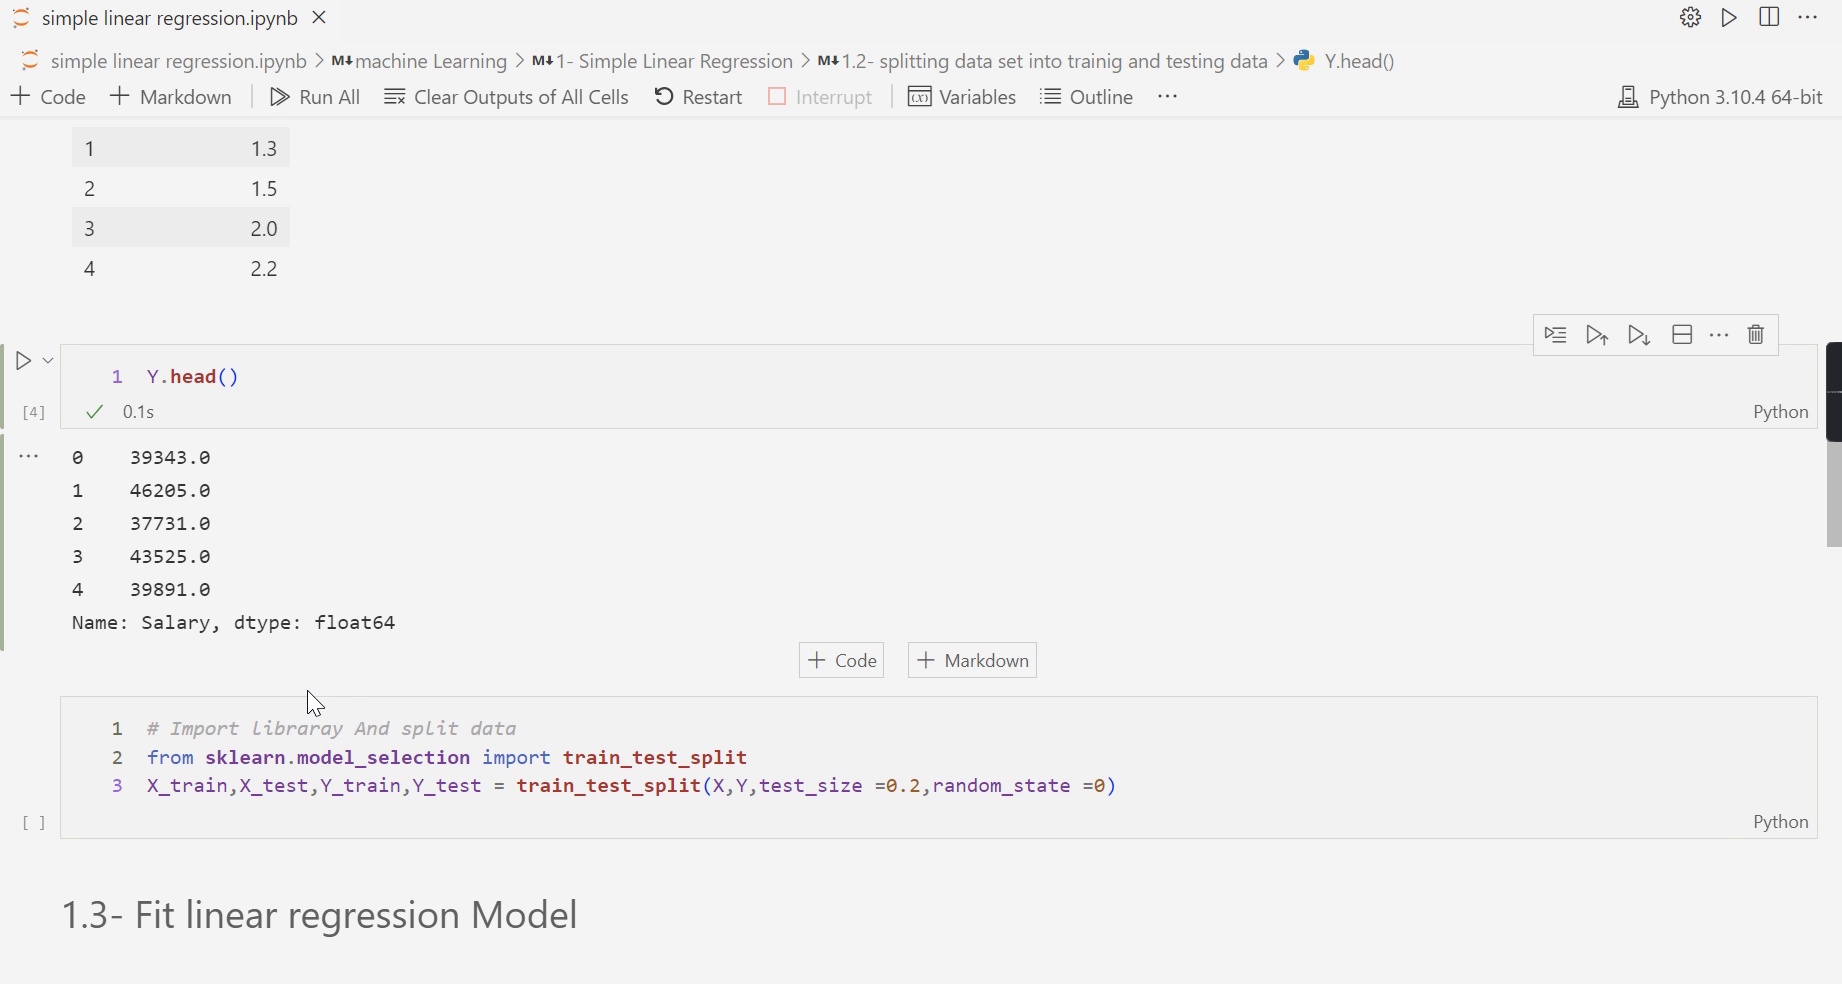 simple linear regression.ipynb
simple linear regression.ipynb > M↓machine Learning > M↓1- Simple Linear Regression > M↓1.2- splitting data set into trainig and testing data > Y.head()
+ Code + Markdown Run All Clear Outputs of All Cells Restart Interrupt Variables Outline ... Python 3.10.4 64-bit
1 1.3
2 1.5
3 2.0
4 2.2
1 Y.head()
[4] 0.1s Python
0 39343.0
1 46205.0
2 37731.0
3 43525.0
4 39891.0
Name: Salary, dtype: float64
+ Code + Markdown
1 # Import libraray And split data
2 from sklearn.model_selection import train_test_split
3 X_train,X_test,Y_train,Y_test = train_test_split(X,Y,test_size =0.2,random_state =0)
[ ] Python
1.3- Fit linear regression Model